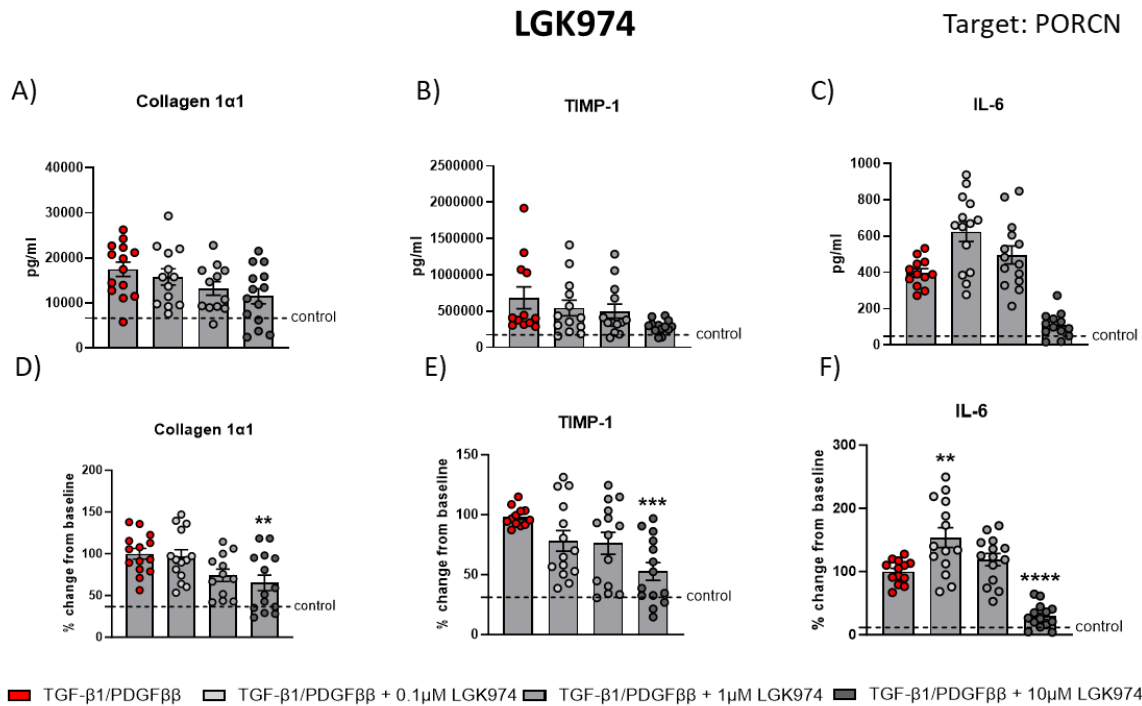 LGK974
Target: PORCN
A)
Collagen 1α1
pg/ml
40000
30000
20000
10000
0
control
B)
TIMP-1
pg/ml
2500000
2000000
1500000
1000000
500000
0
control
C)
IL-6
pg/ml
1000
800
600
400
200
0
control
D)
Collagen 1α1
% change from baseline
200
150
100
50
0
**
control
E)
TIMP-1
% change from baseline
150
100
50
0
***
control
F)
IL-6
% change from baseline
300
200
100
0
**
****
control
TGF-β1/PDGFββ
TGF-β1/PDGFββ + 0.1µM LGK974
TGF-β1/PDGFββ + 1µM LGK974
TGF-β1/PDGFββ + 10µM LGK974